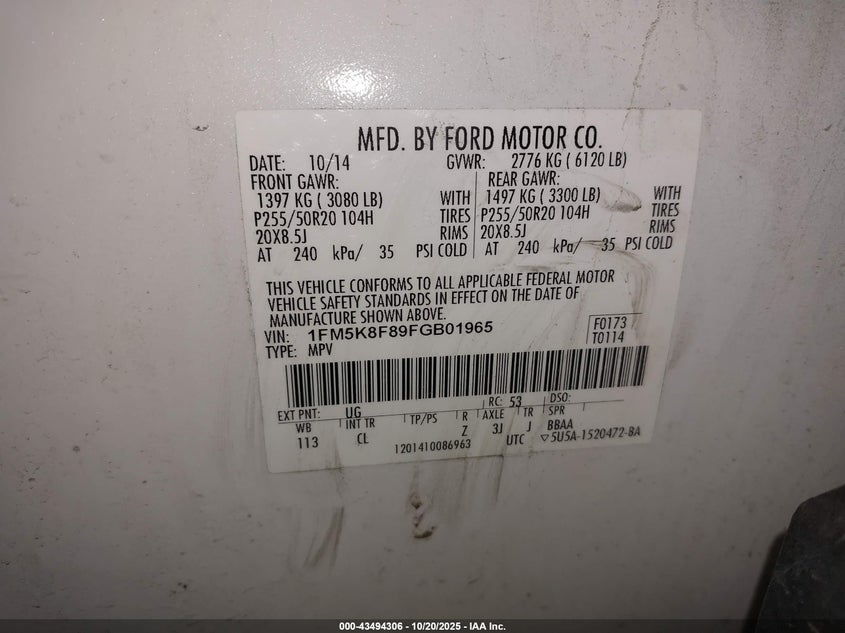 MFD. BY FORD MOTOR CO.
DATE: 10/14 GVWR: 2776 KG ( 6120 LB)
FRONT GAWR: REAR GAWR:
1397 KG ( 3080 LB) WITH 1497 KG ( 3300 LB) WITH
P255/50R20 104H TIRES P255/50R20 104H TIRES
20X8.5J RIMS 20X8.5J RIMS
AT 240 kPa/ 35 PSI COLD AT 240 kPa/ 35 PSI COLD
THIS VEHICLE CONFORMS TO ALL APPLICABLE FEDERAL MOTOR
VEHICLE SAFETY STANDARDS IN EFFECT ON THE DATE OF
MANUFACTURE SHOWN ABOVE.
VIN: 1FM5K8F89FGB01965 F0173
TYPE: MPV T0114
EXT PNT: UG RC: 53 DSO:
WB INT TR TP/PS R AXLE TR SPR
113 CL Z 3J J BBAA
1201410086963 UTC ▽5U5A-1520472-BA
000-43494306 - 10/20/2025 - IAA Inc.